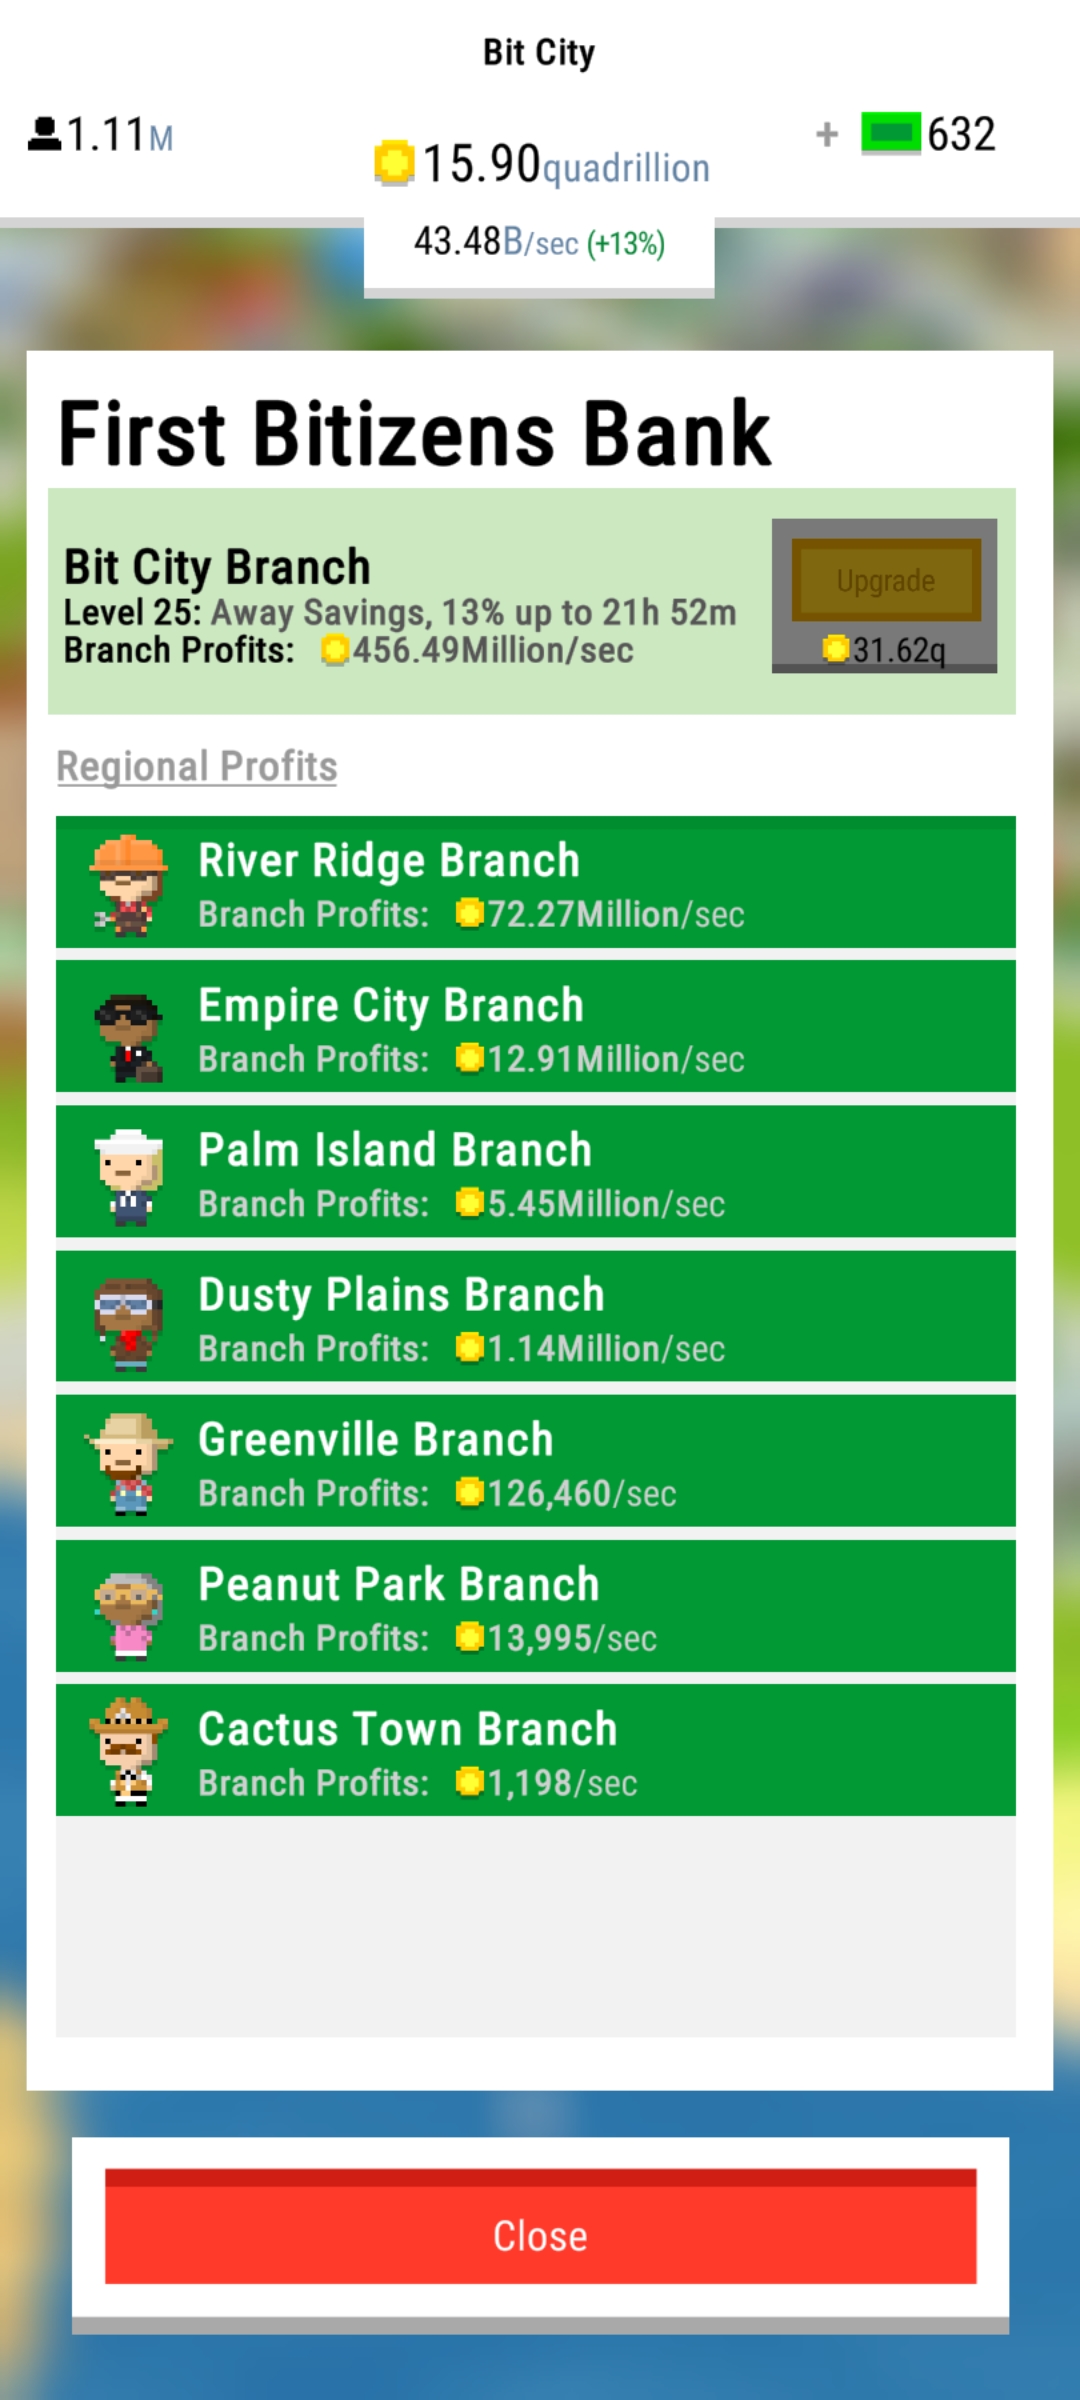 Bit City
1.11M
15.90quadrillion
+ 632
43.48B/sec (+13%)
First Bitizens Bank
Bit City Branch
Level 25: Away Savings, 13% up to 21h 52m
Branch Profits: 456.49Million/sec
Upgrade
31.62q
Regional Profits
River Ridge Branch
Branch Profits: 72.27Million/sec
Empire City Branch
Branch Profits: 12.91Million/sec
Palm Island Branch
Branch Profits: 5.45Million/sec
Dusty Plains Branch
Branch Profits: 1.14Million/sec
Greenville Branch
Branch Profits: 126,460/sec
Peanut Park Branch
Branch Profits: 13,995/sec
Cactus Town Branch
Branch Profits: 1,198/sec
Close